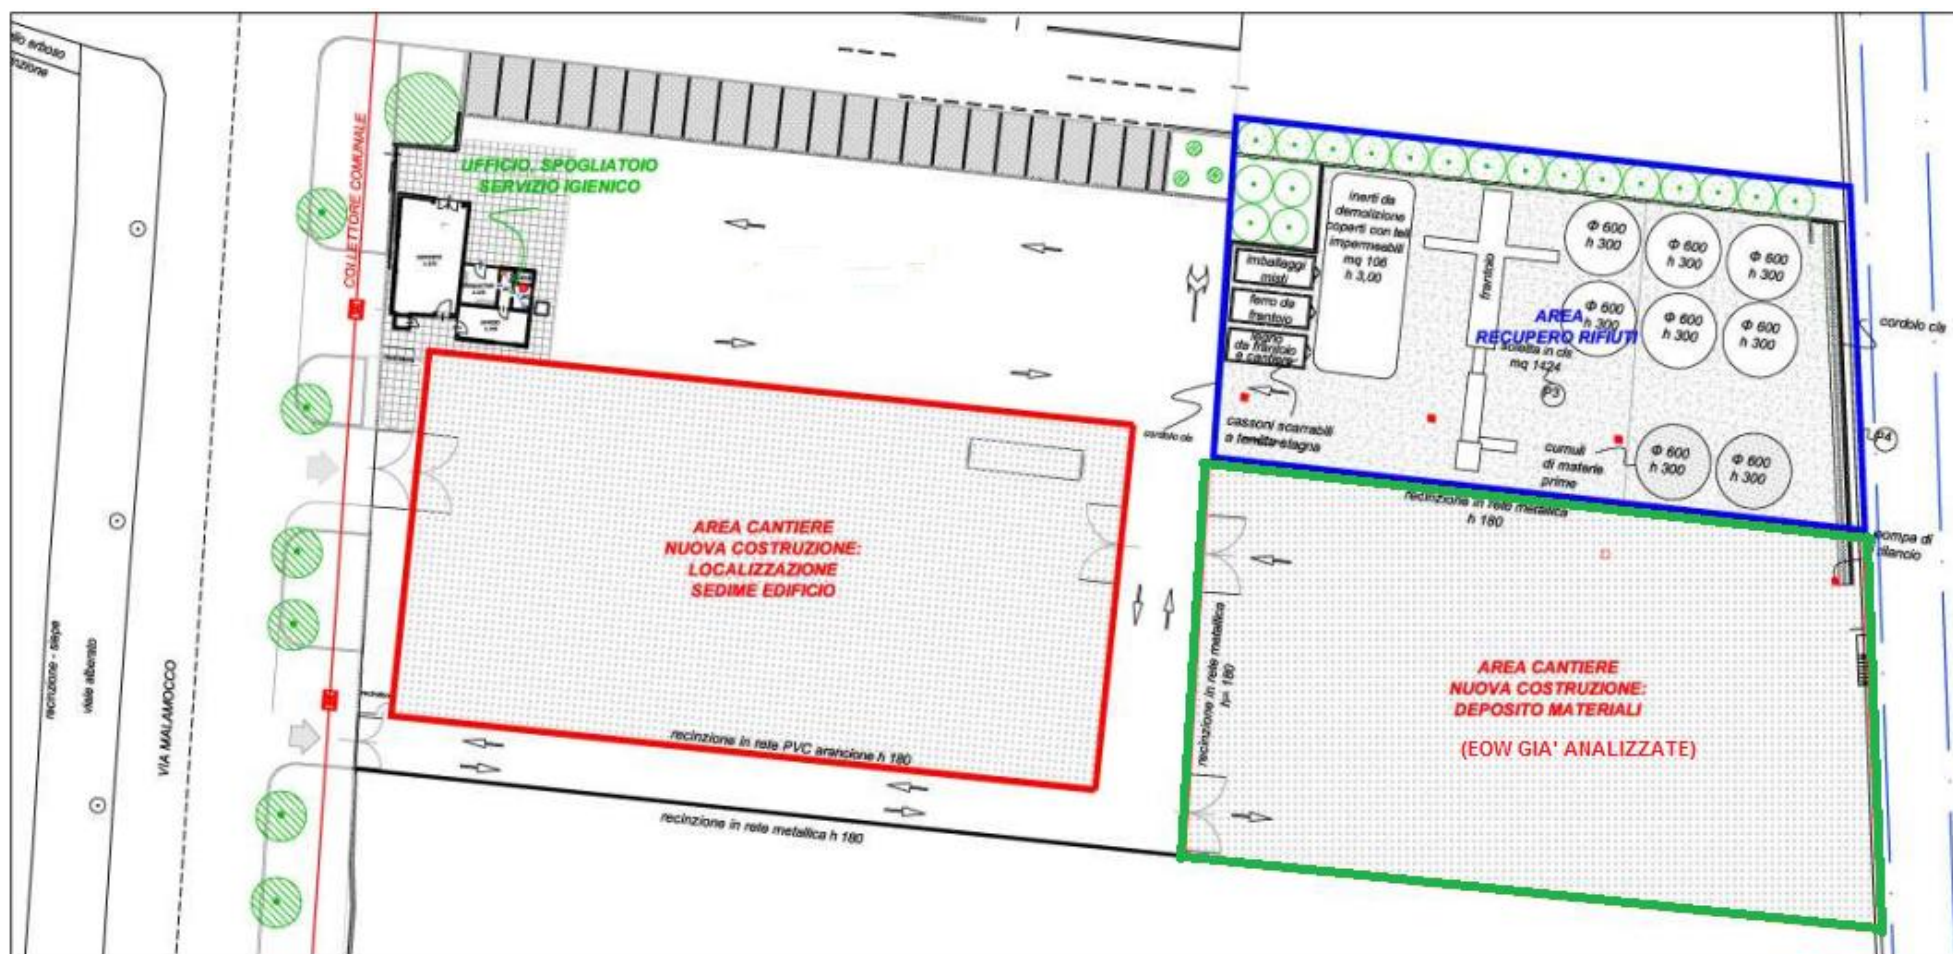 nzione
COLLETTORE COMUNALE
UFFICIO, SPOGLIATOIO
SERVIZIO IGIENICO
inerti da
demolizione
coperti con teli
impermeabili
mq 106
h 3,00
imballaggi
misti
ferro da
frantoio
legno
da frantoio
e cantiere
frantoio
Φ 600
h 300
Φ 600
h 300
Φ 600
h 300
Φ 600
h 300
Φ 600
h 300
Φ 600
h 300
AREA
RECUPERO RIFIUTI
soletta in cls
mq 1424
P3
cordolo cls
P4
cordolo cls
cassoni scarrabili
a tenuta stagna
cumuli
di materie
prime
Φ 600
h 300
Φ 600
h 300
recinzione in rete metallica
h 180
AREA CANTIERE
NUOVA COSTRUZIONE:
LOCALIZZAZIONE
SEDIME EDIFICIO
recinzione in rete metallica
h= 180
AREA CANTIERE
NUOVA COSTRUZIONE:
DEPOSITO MATERIALI
(EOW GIA' ANALIZZATE)
recinzione - siepe
viale alberato
VIA MALAMOCCO
recinzione in rete PVC arancione h 180
recinzione in rete metallica h 180